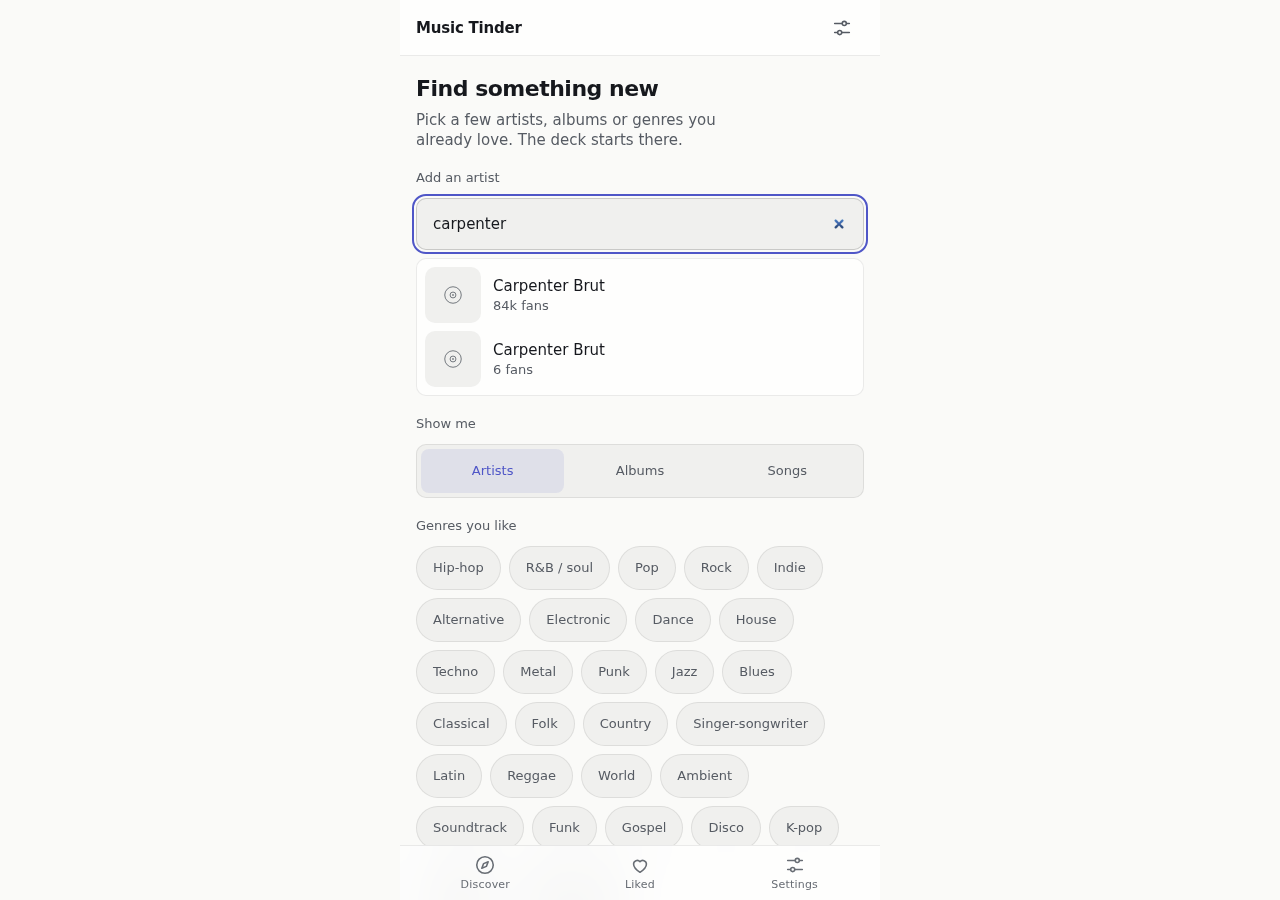 Music Tinder
Find something new
Pick a few artists, albums or genres you
already love. The deck starts there.
Add an artist
carpenter
Carpenter Brut
84k fans
Carpenter Brut
6 fans
Show me
Artists Albums Songs
Genres you like
Hip-hop R&B / soul Pop Rock Indie
Alternative Electronic Dance House
Techno Metal Punk Jazz Blues
Classical Folk Country Singer-songwriter
Latin Reggae World Ambient
Soundtrack Funk Gospel Disco K-pop
Discover Liked Settings